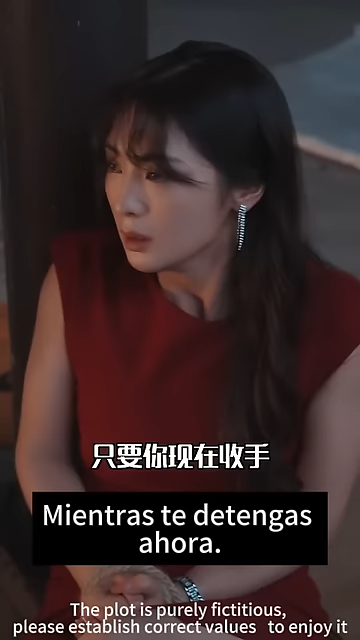 只要你现在收手
Mientras te detengas
ahora.
The plot is purely fictitious,
please establish correct values to enjoy it